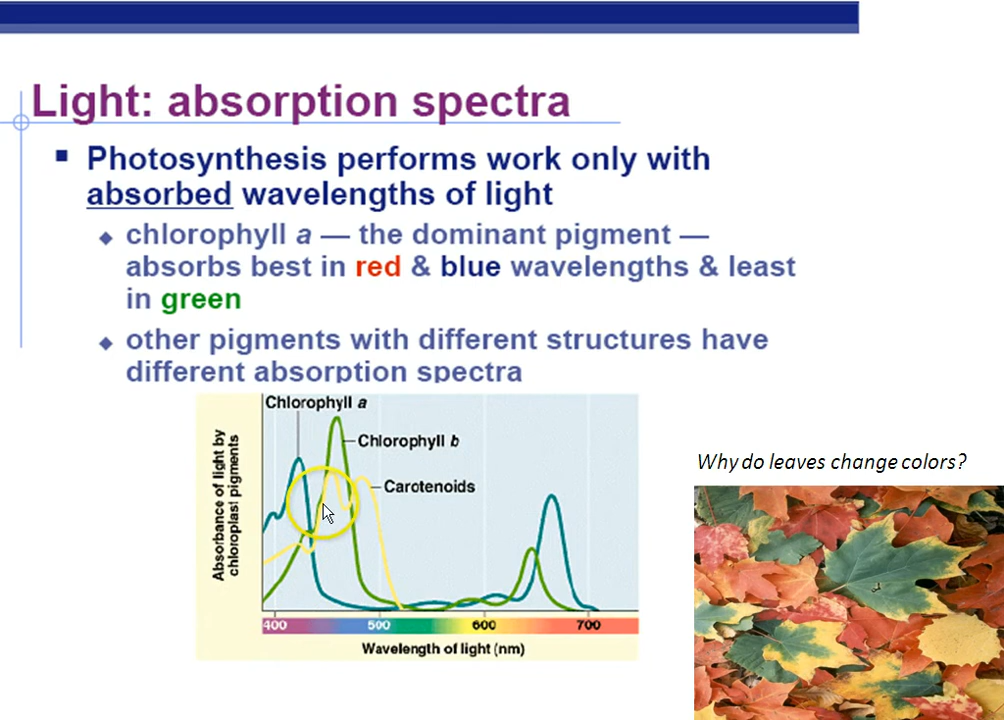 Light: absorption spectra
Photosynthesis performs work only with
absorbed wavelengths of light
chlorophyll a — the dominant pigment —
absorbs best in red & blue wavelengths & least
in green
other pigments with different structures have
different absorption spectra
Chlorophyll a
Chlorophyll b
Carotenoids
Absorbance of light by
chloroplast pigments
400 500 600 700
Wavelength of light (nm)
Why do leaves change colors?